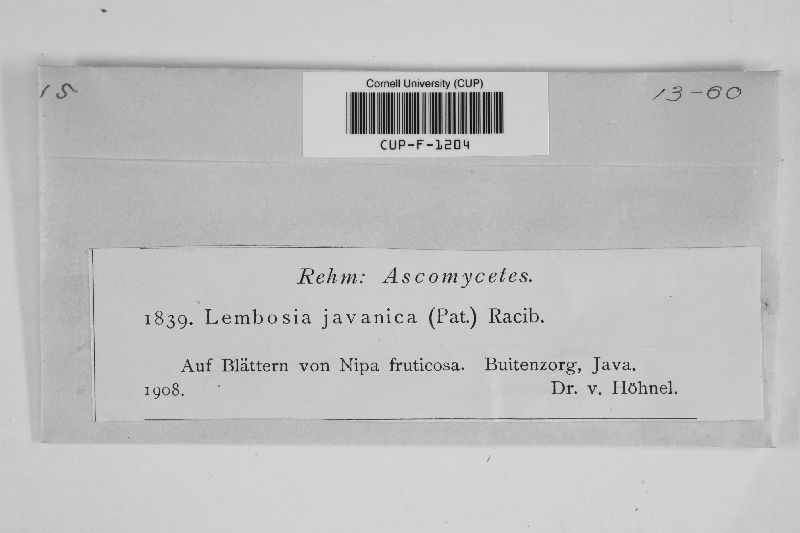 15
Cornell University (CUP)
13-60
CUP-F-1204
Rehm: Ascomycetes.
1839. Lembosia javanica (Pat.) Racib.
Auf Blättern von Nipa fruticosa. Buitenzorg, Java.
1908. Dr. v. Höhnel.